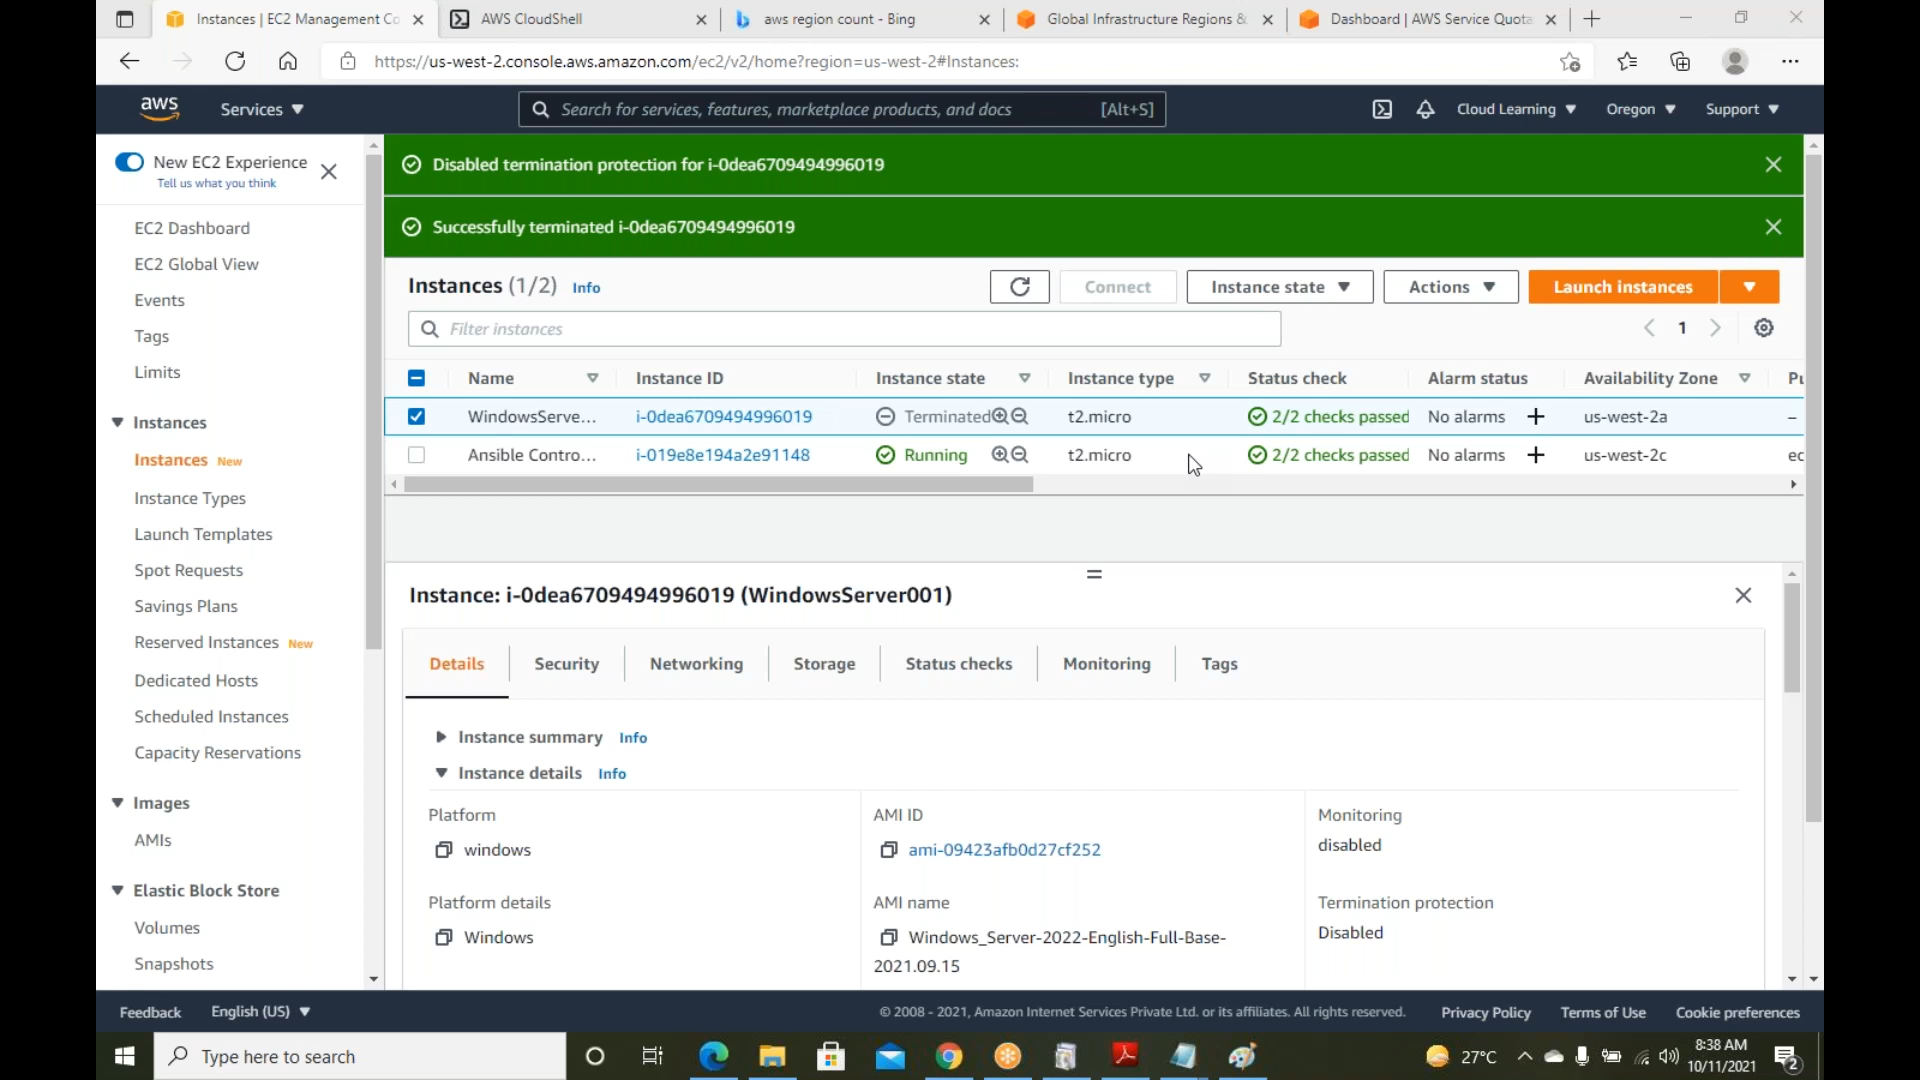 Instances | EC2 Management Co
AWS CloudShell
aws region count - Bing
Global Infrastructure Regions &
Dashboard | AWS Service Quota
https://us-west-2.console.aws.amazon.com/ec2/v2/home?region=us-west-2#Instances:
aws
Services
Search for services, features, marketplace products, and docs
[Alt+S]
Cloud Learning
Oregon
Support
New EC2 Experience
Tell us what you think
EC2 Dashboard
EC2 Global View
Events
Tags
Limits
Instances
Instances New
Instance Types
Launch Templates
Spot Requests
Savings Plans
Reserved Instances New
Dedicated Hosts
Scheduled Instances
Capacity Reservations
Images
AMIs
Elastic Block Store
Volumes
Snapshots
Disabled termination protection for i-0dea6709494996019
Successfully terminated i-0dea6709494996019
Instances (1/2) Info
Connect
Instance state
Actions
Launch instances
Filter instances
1
Name Instance ID Instance state Instance type Status check Alarm status Availability Zone Pu
WindowsServe... i-0dea6709494996019 Terminated t2.micro 2/2 checks passed No alarms + us-west-2a –
Ansible Contro... i-019e8e194a2e91148 Running t2.micro 2/2 checks passed No alarms + us-west-2c ec
Instance: i-0dea6709494996019 (WindowsServer001)
Details Security Networking Storage Status checks Monitoring Tags
Instance summary Info
Instance details Info
Platform
windows
AMI ID
ami-09423afb0d27cf252
Monitoring
disabled
Platform details
Windows
AMI name
Windows_Server-2022-English-Full-Base-
2021.09.15
Termination protection
Disabled
Feedback
English (US)
© 2008 - 2021, Amazon Internet Services Private Ltd. or its affiliates. All rights reserved.
Privacy Policy
Terms of Use
Cookie preferences
Type here to search
27°C
8:38 AM
10/11/2021
2